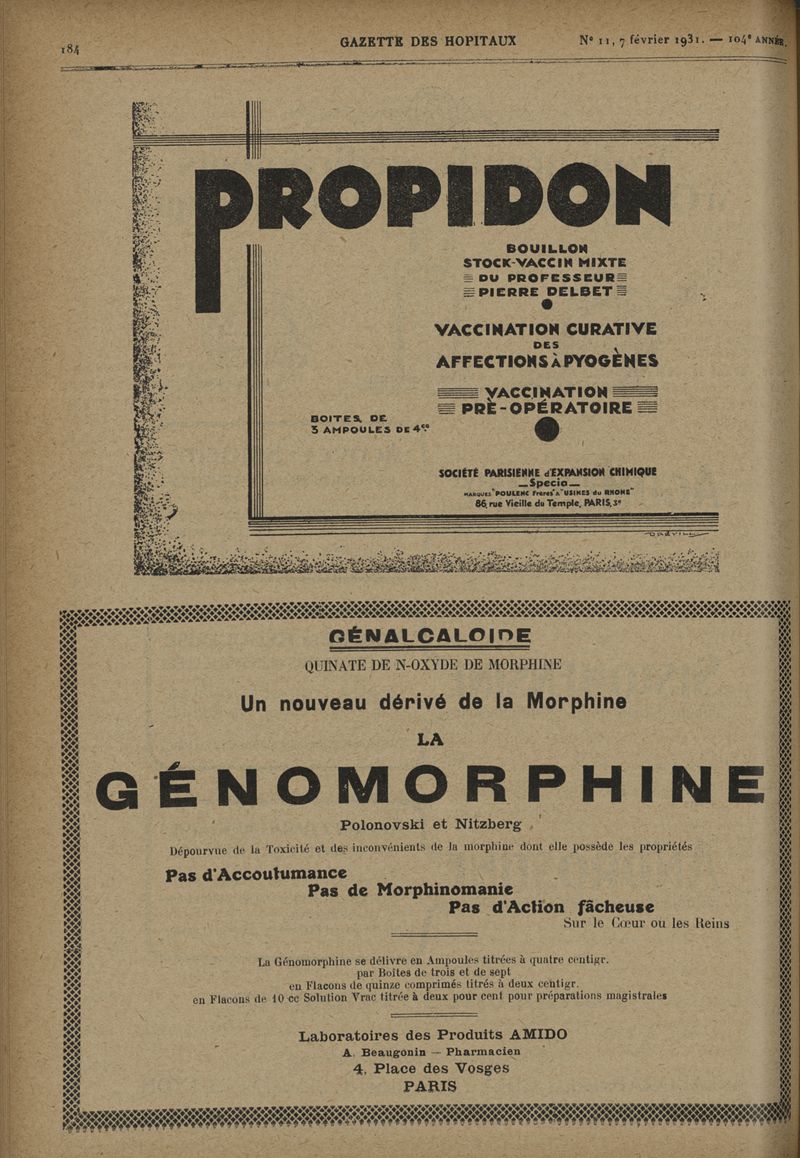 184
GAZETTE DES HOPITAUX
Nº 11, 7 février 1931. — 104e ANNÉE.
PROPIDON
BOUILLON
STOCK-VACCIN MIXTE
DU PROFESSEUR
PIERRE DELBET
VACCINATION CURATIVE
DES
AFFECTIONS À PYOGÈNES
VACCINATION
PRÉ-OPÉRATOIRE
BOITES, DE
3 AMPOULES DE 4cc.
SOCIÉTÉ PARISIENNE d'EXPANSION CHIMIQUE
— Specia —
MARQUES "POULENC Frères" & "USINES du RHONE"
86, rue Vieille du Temple, PARIS, 3e
GÉNALCALOIDE
QUINATE DE N-OXYDE DE MORPHINE
Un nouveau dérivé de la Morphine
LA
GÉNOMORPHINE
Polonovski et Nitzberg
Dépourvue de la Toxicité et des inconvénients de la morphine dont elle possède les propriétés
Pas d'Accoutumance
Pas de Morphinomanie
Pas d'Action fâcheuse
Sur le Cœur ou les Reins
La Génomorphine se délivre en Ampoules titrées à quatre centigr.
par Boîtes de trois et de sept
en Flacons de quinze comprimés titrés à deux centigr.
en Flacons de 10 cc Solution Vrac titrée à deux pour cent pour préparations magistrales
Laboratoires des Produits AMIDO
A. Beaugonin — Pharmacien
4, Place des Vosges
PARIS